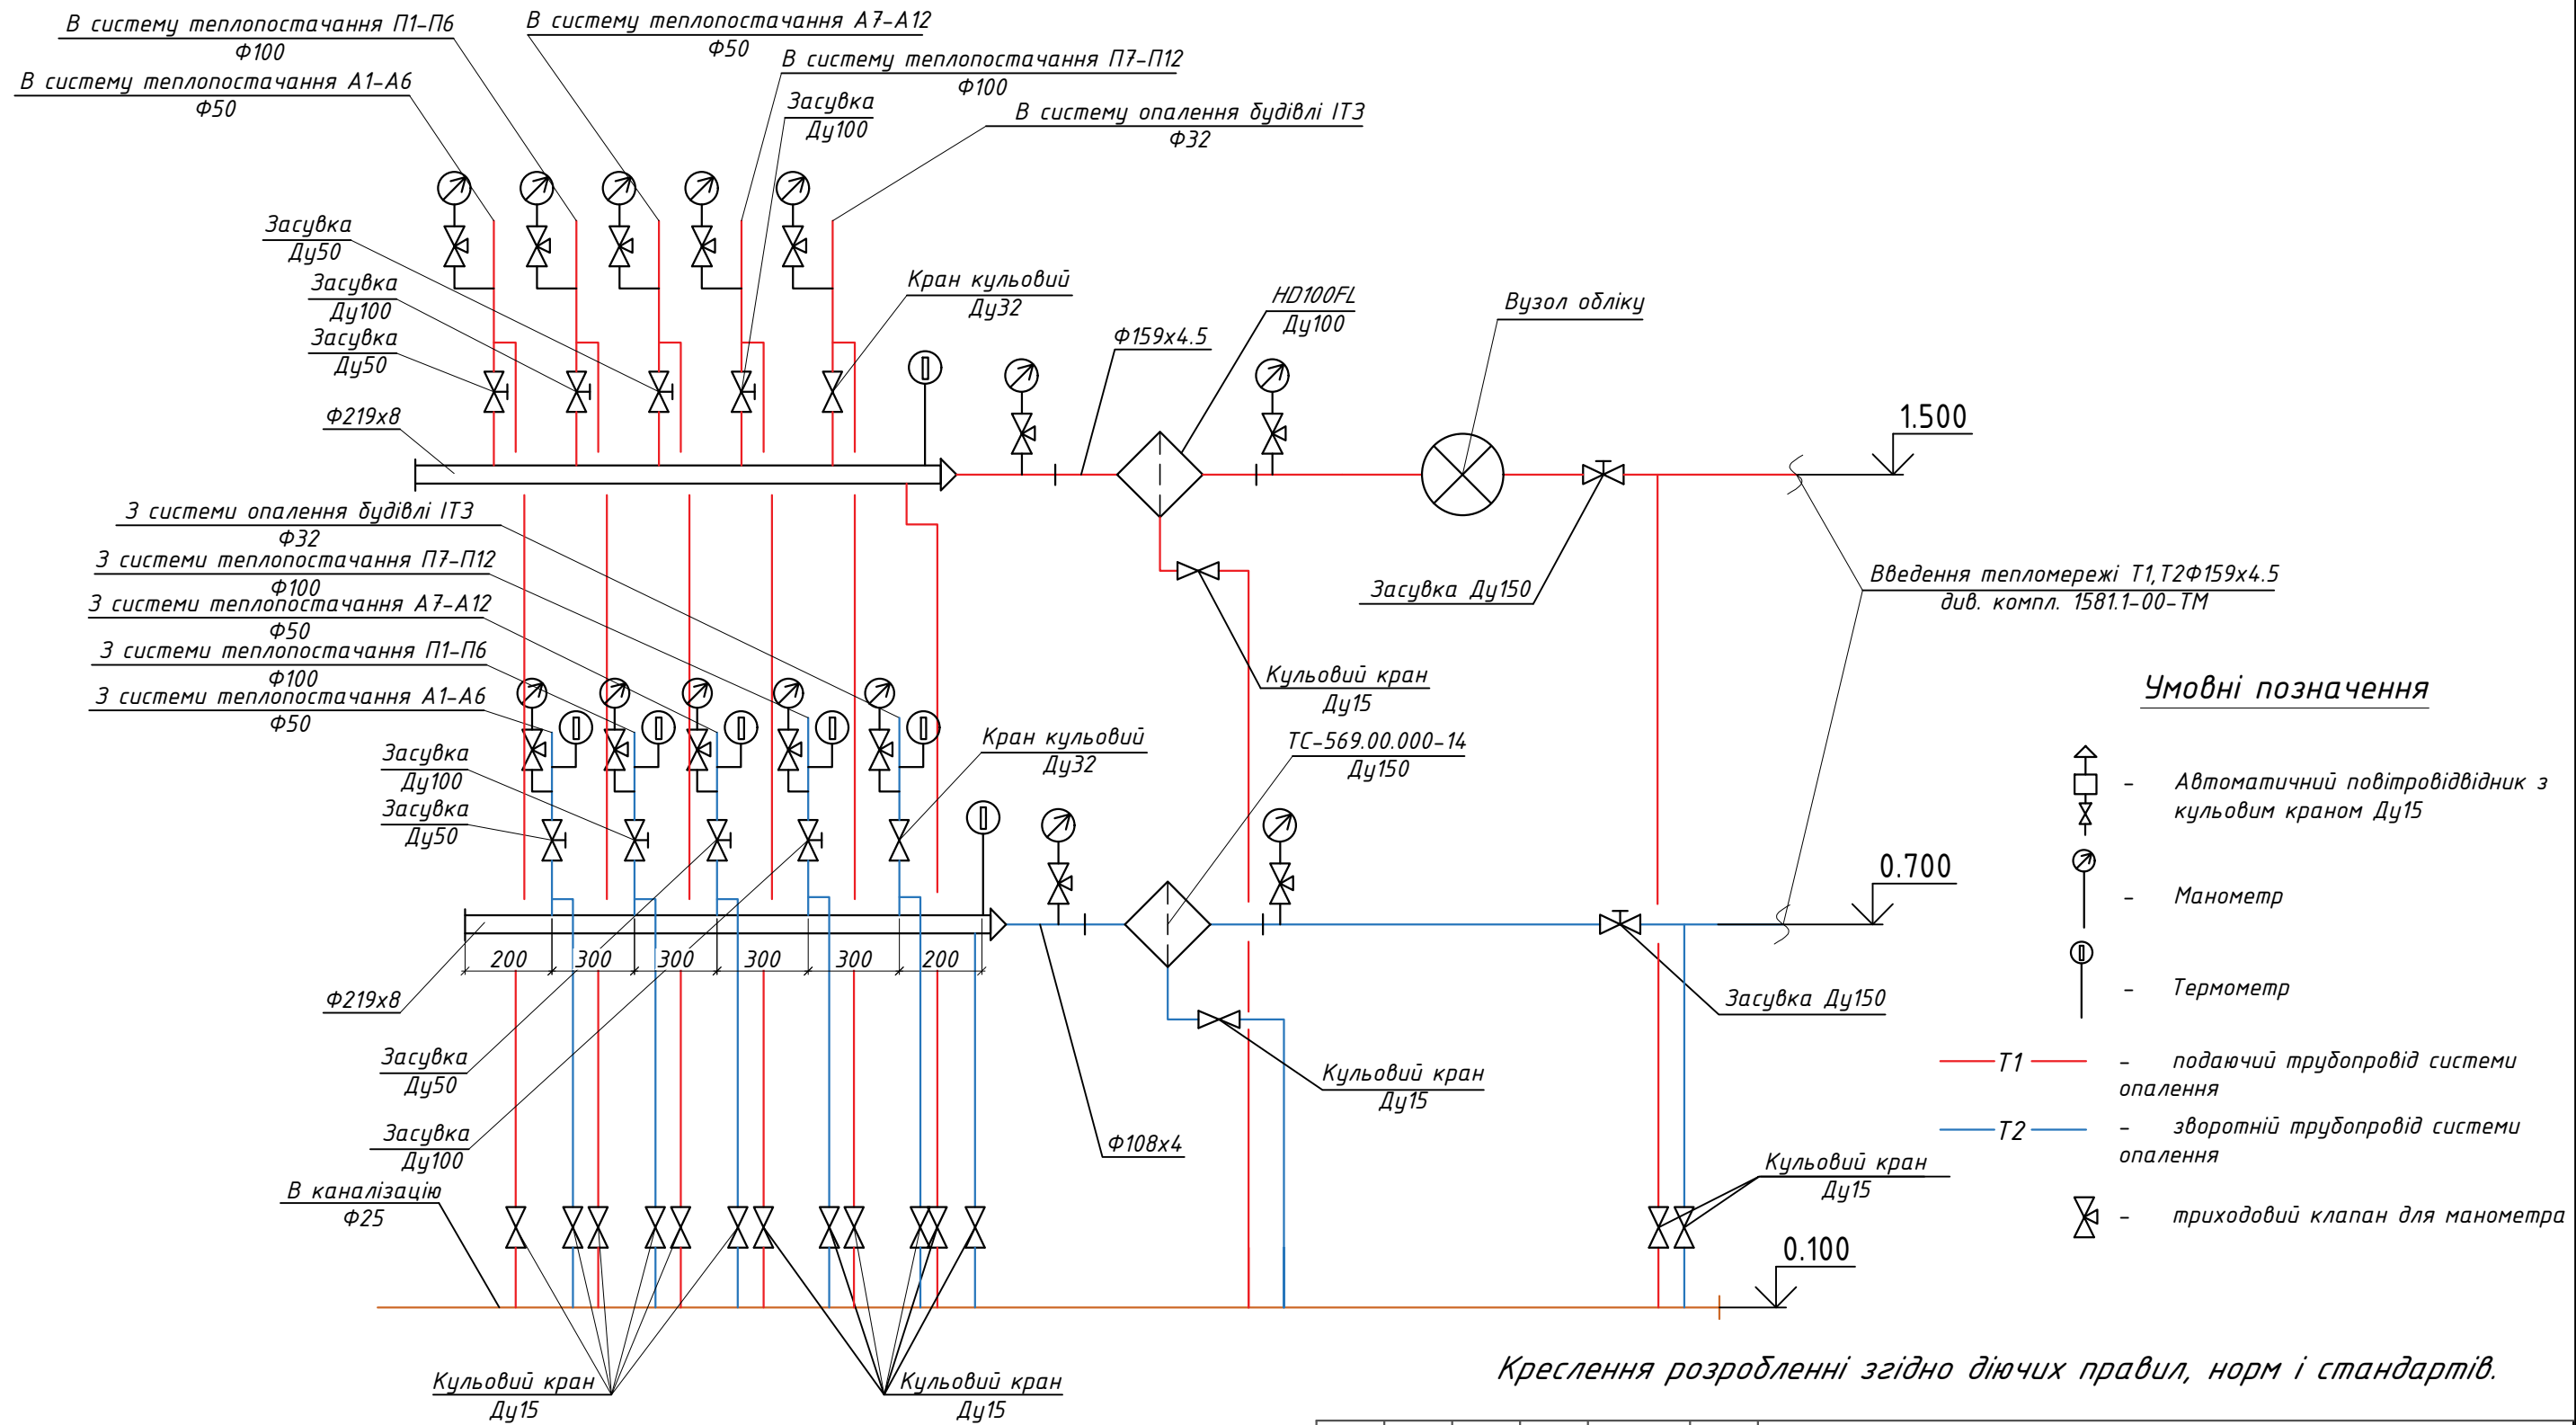 В систему теплопостачання П1-П6
Ф100
В систему теплопостачання А7-А12
Ф50
В систему теплопостачання А1-А6
Ф50
В систему теплопостачання П7-П12
Ф100
Засувка
Ду100
В систему опалення будівлі ІТЗ
Ф32
Засувка
Ду50
Засувка
Ду100
Засувка
Ду50
Ф219х8
Кран кульовий
Ду32
Ф159х4.5
HD100FL
Ду100
Вузол обліку
1.500
З системи опалення будівлі ІТЗ
Ф32
З системи теплопостачання П7-П12
Ф100
З системи теплопостачання А7-А12
Ф50
З системи теплопостачання П1-П6
Ф100
З системи теплопостачання А1-А6
Ф50
Засувка Ду150
Введення тепломережі Т1,Т2Ф159х4.5
див. компл. 1581.1-00-ТМ
Кульовий кран
Ду15
Засувка
Ду100
Засувка
Ду50
Кран кульовий
Ду32
ТС-569.00.000-14
Ду150
0.700
200
300
300
300
300
200
Ф219х8
Засувка Ду150
Засувка
Ду50
Кульовий кран
Ду15
Засувка
Ду100
Ф108х4
В каналізацію
Ф25
Кульовий кран
Ду15
0.100
Кульовий кран
Ду15
Кульовий кран
Ду15
Умовні позначення
- Автоматичний повітровідвідник з
кульовим краном Ду15
- Манометр
- Термометр
Т1 - подаючий трубопровід системи
опалення
Т2 - зворотній трубопровід системи
опалення
- триходовий клапан для манометра
Креслення розробленні згідно діючих правил, норм і стандартів.